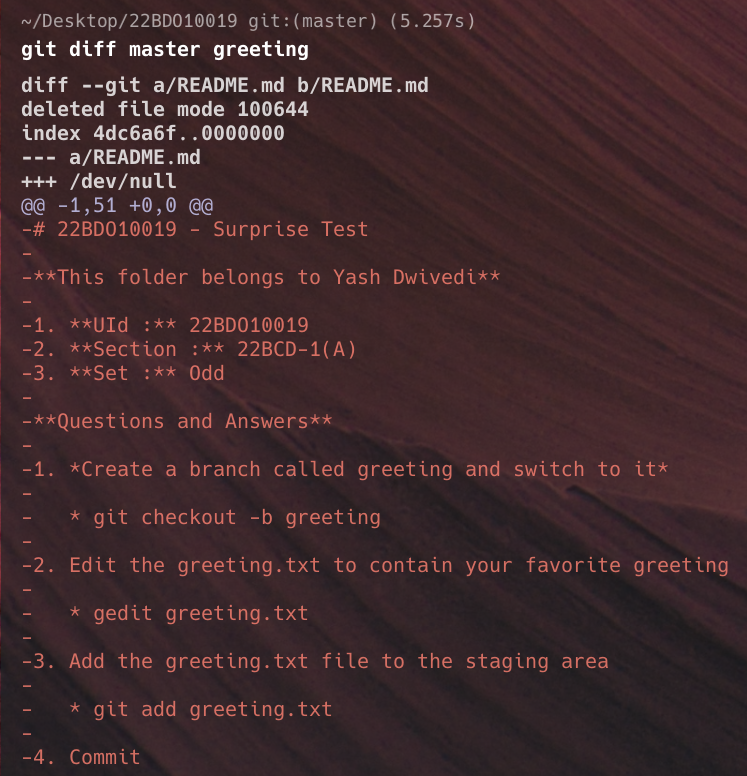 ~/Desktop/22BDO10019 git:(master) (5.257s)
git diff master greeting
diff --git a/README.md b/README.md
deleted file mode 100644
index 4dc6a6f..0000000
--- a/README.md
+++ /dev/null
@@ -1,51 +0,0 @@
-# 22BDO10019 - Surprise Test
-
-**This folder belongs to Yash Dwivedi**
-
-1. **UId :** 22BDO10019
-2. **Section :** 22BCD-1(A)
-3. **Set :** Odd
-
-**Questions and Answers**
-
-1. *Create a branch called greeting and switch to it*
-
-   * git checkout -b greeting
-
-2. Edit the greeting.txt to contain your favorite greeting
-
-   * gedit greeting.txt
-
-3. Add the greeting.txt file to the staging area
-
-   * git add greeting.txt
-
-4. Commit